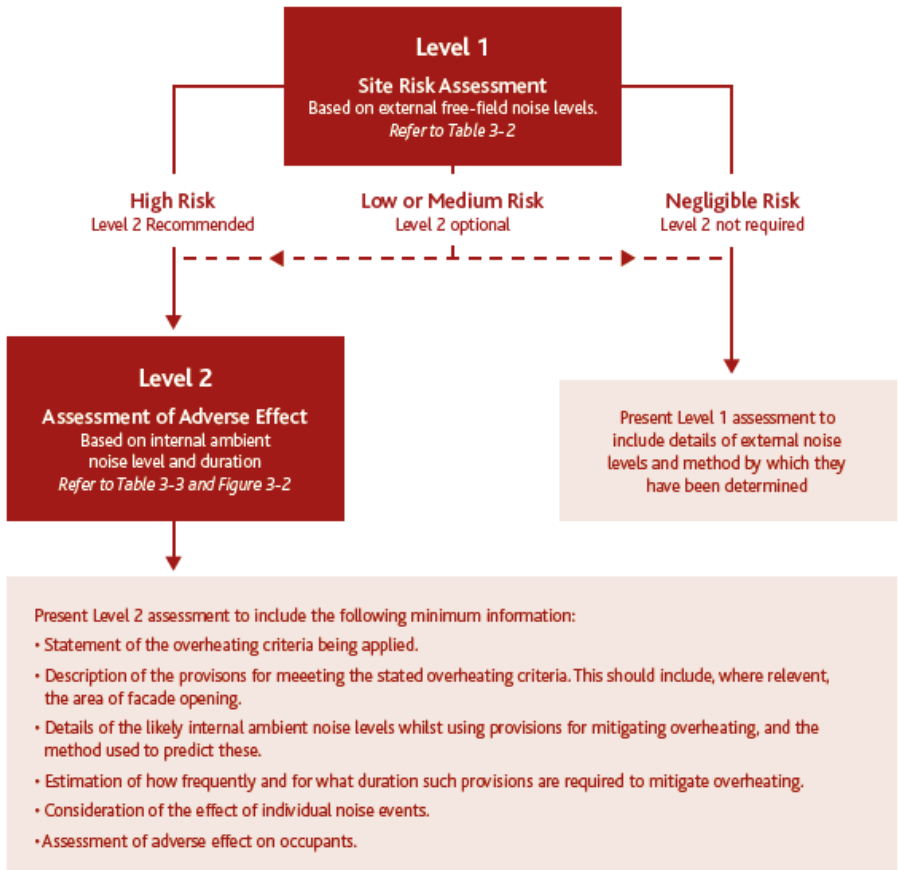 Level 1
Site Risk Assessment
Based on external free-field noise levels.
Refer to Table 3-2
High Risk
Level 2 Recommended
Low or Medium Risk
Level 2 optional
Negligible Risk
Level 2 not required
Level 2
Assessment of Adverse Effect
Based on internal ambient
noise level and duration
Refer to Table 3-3 and Figure 3-2
Present Level 1 assessment to
include details of external noise
levels and method by which they
have been determined
Present Level 2 assessment to include the following minimum information:
• Statement of the overheating criteria being applied.
• Description of the provisons for meeeting the stated overheating criteria. This should include, where relevent,
the area of facade opening.
• Details of the likely internal ambient noise levels whilst using provisions for mitigating overheating, and the
method used to predict these.
• Estimation of how frequently and for what duration such provisions are required to mitigate overheating.
• Consideration of the effect of individual noise events.
• Assessment of adverse effect on occupants.